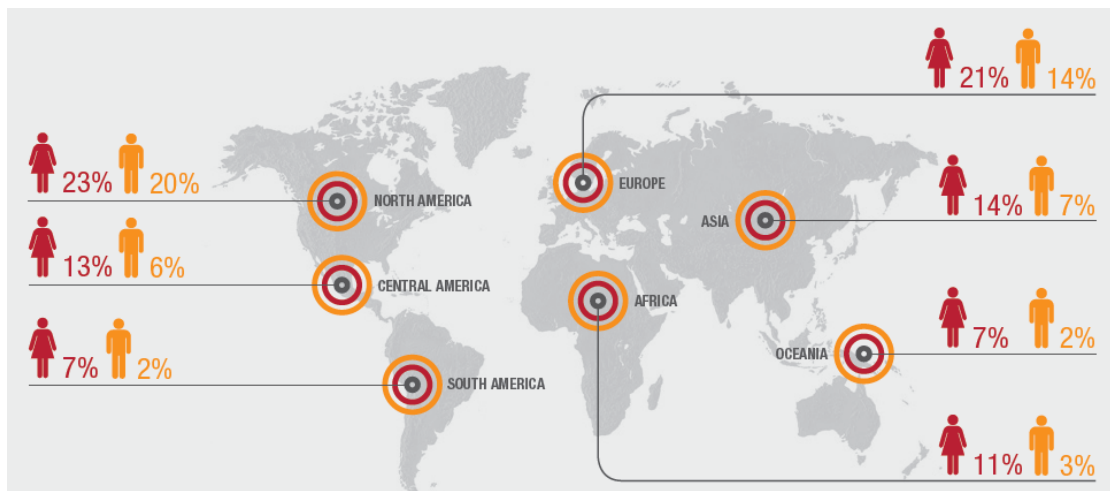 21% 14%
23% 20%
NORTH AMERICA
EUROPE
14% 7%
ASIA
13% 6%
CENTRAL AMERICA
AFRICA
7% 2%
OCEANIA
7% 2%
SOUTH AMERICA
11% 3%